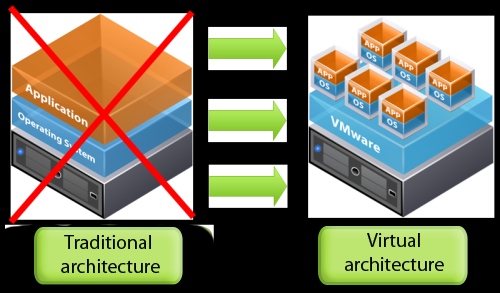 Application
Operating System
APP
OS
APP
OS
APP
OS
APP
OS
APP
OS
APP
OS
VMware
Traditional
architecture
Virtual
architecture